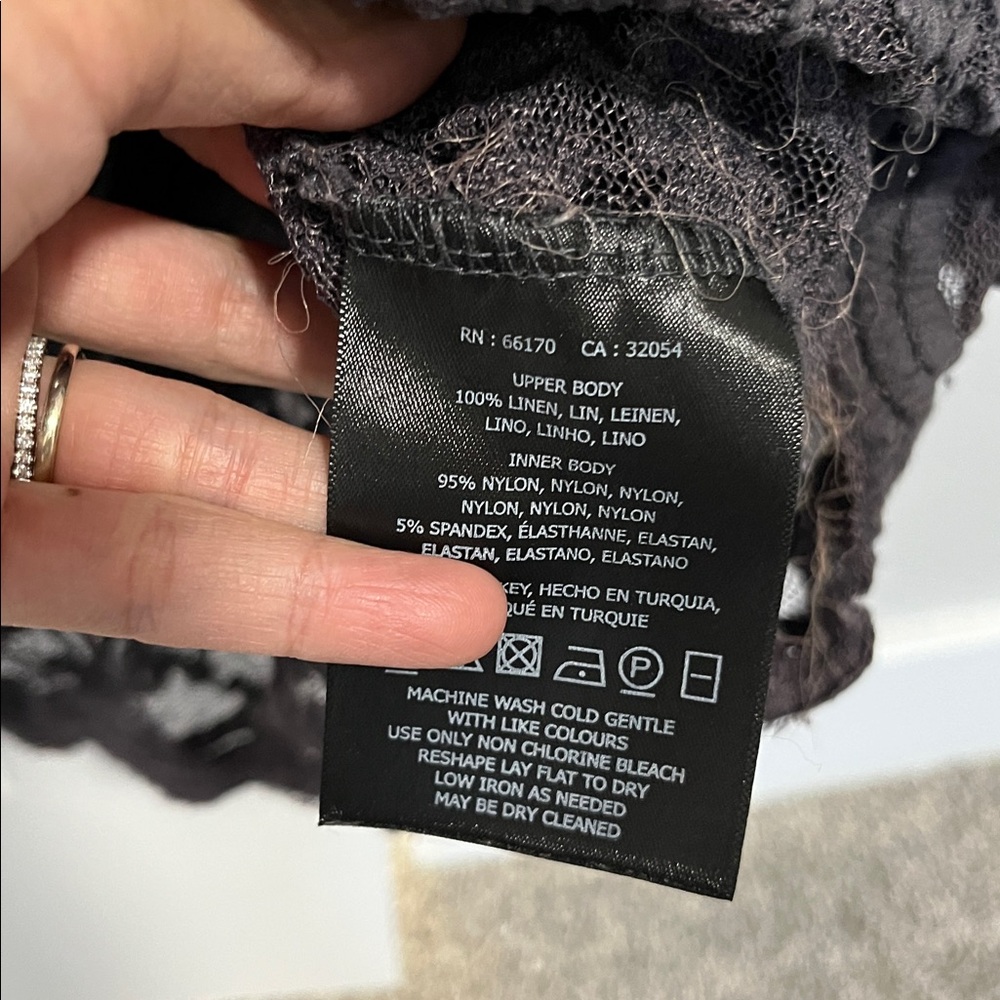 RN : 66170 CA : 32054
UPPER BODY
100% LINEN, LIN, LEINEN,
LINO, LINHO, LINO
INNER BODY
95% NYLON, NYLON, NYLON,
NYLON, NYLON, NYLON
5% SPANDEX, ÉLASTHANNE, ELASTAN,
ELASTAN, ELASTANO, ELASTANO
HECHO EN TURQUIA,
EN TURQUIE
P
MACHINE WASH COLD GENTLE
WITH LIKE COLOURS
USE ONLY NON CHLORINE BLEACH
RESHAPE LAY FLAT TO DRY
LOW IRON AS NEEDED
MAY BE DRY CLEANED